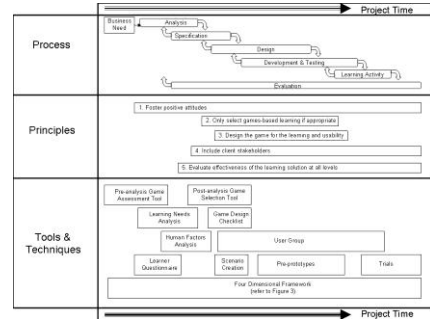 Project Time
Process
Business
Need
Analysis
Specification
Design
Development & Testing
Learning Activity
Evaluation
Principles
1. Foster positive attitudes
2. Only select games-based learning if appropriate
3. Design the game for the learning and usability
4. Include client stakeholders
5. Evaluate effectiveness of the learning solution at all levels
Tools &
Techniques
Pre-analysis Game
Assessment Tool
Post-analysis Game
Selection Tool
Learning Needs
Analysis
Game Design
Checklist
Human Factors
Analysis
User Group
Learner
Questionnaire
Scenario
Creation
Pre-prototypes
Trials
Four Dimensional Framework
(refer to Figure 3)
Project Time